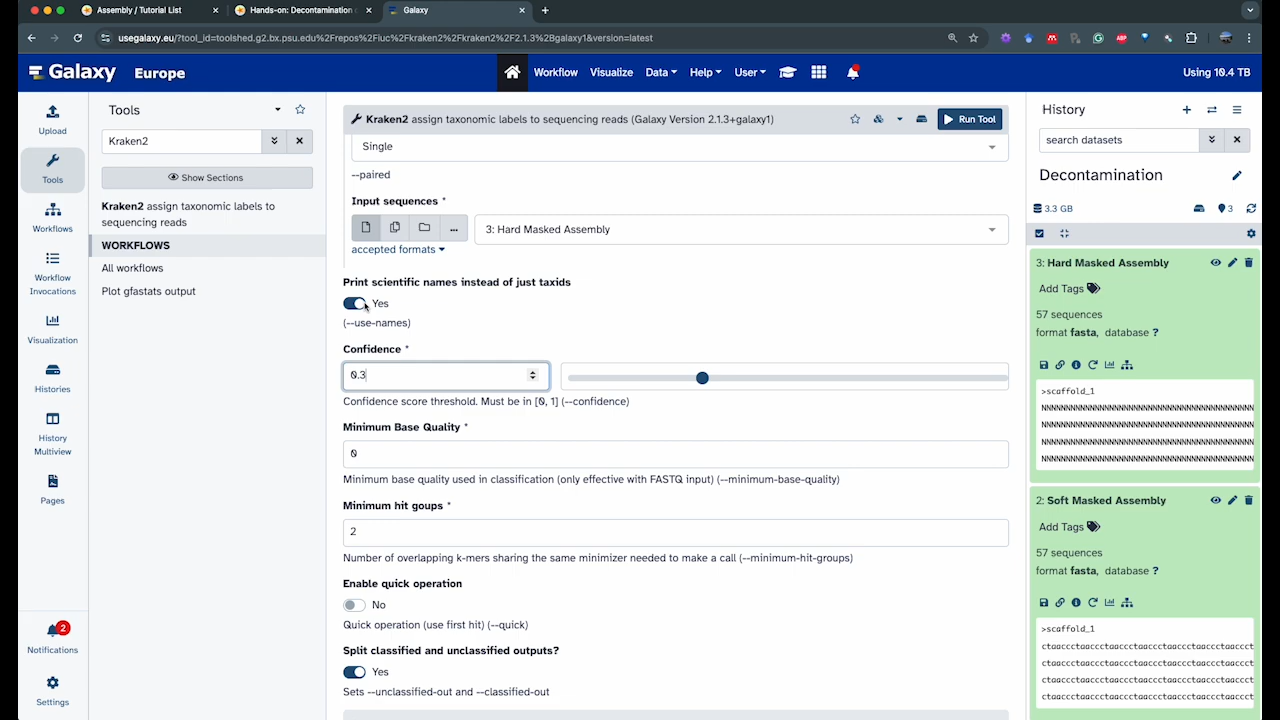 Assembly / Tutorial List
Hands-on: Decontamination
Galaxy
usegalaxy.eu/?tool_id=toolshed.g2.bx.psu.edu%2Frepos%2Fiuc%2Fkraken2%2Fkraken2%2F2.1.3%2Bgalaxy1&version=latest
Galaxy Europe
Workflow Visualize Data Help User
Using 10.4 TB
Upload
Tools
Workflows
Workflow
Invocations
Visualization
Histories
History
Multiview
Pages
2
Notifications
Settings
Tools
Kraken2
Show Sections
Kraken2 assign taxonomic labels to
sequencing reads
WORKFLOWS
All workflows
Plot gfastats output
Kraken2 assign taxonomic labels to sequencing reads (Galaxy Version 2.1.3+galaxy1)
Run Tool
Single
--paired
Input sequences *
...
3: Hard Masked Assembly
accepted formats
Print scientific names instead of just taxids
Yes
(--use-names)
Confidence *
0.3
Confidence score threshold. Must be in [0, 1] (--confidence)
Minimum Base Quality *
0
Minimum base quality used in classification (only effective with FASTQ input) (--minimum-base-quality)
Minimum hit goups *
2
Number of overlapping k-mers sharing the same minimizer needed to make a call (--minimum-hit-groups)
Enable quick operation
No
Quick operation (use first hit) (--quick)
Split classified and unclassified outputs?
Yes
Sets --unclassified-out and --classified-out
History
search datasets
Decontamination
3.3 GB
3
3: Hard Masked Assembly
Add Tags
57 sequences
format fasta, database ?
>scaffold_1
NNNNNNNNNNNNNNNNNNNNNNNNNNNNNNNNNNNN
NNNNNNNNNNNNNNNNNNNNNNNNNNNNNNNNNNNN
NNNNNNNNNNNNNNNNNNNNNNNNNNNNNNNNNNNN
NNNNNNNNNNNNNNNNNNNNNNNNNNNNNNNNNNNN
2: Soft Masked Assembly
Add Tags
57 sequences
format fasta, database ?
>scaffold_1
ctaaccctaaccctaaccctaaccctaaccctaacc
ctaaccctaaccctaaccctaaccctaaccctaacc
ctaaccctaaccctaaccctaaccctaaccctaacc
ctaaccctaaccctaaccctaaccctaaccctaacc